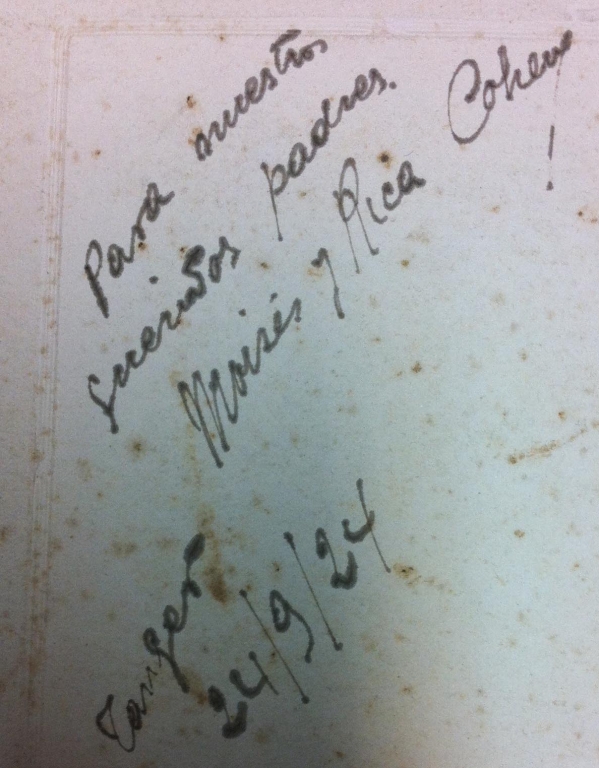 Para nuestros
queridos padres.
Moisés y Rica Cohen !
Tanger
24/9/24